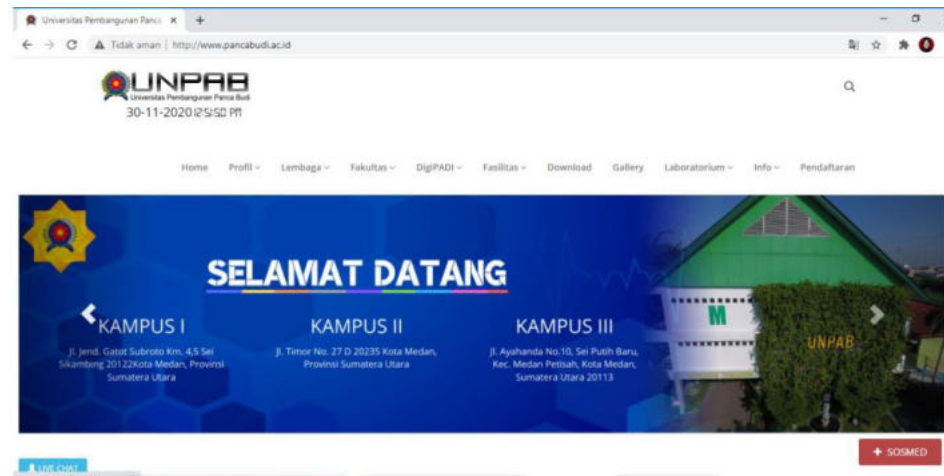 Universitas Pembangunan Panca
Tidak aman | http://www.pancabudi.ac.id
UNPAB
Universitas Pembangunan Panca Budi
30-11-2020 12:51:50 PM
Home Profil Lembaga Fakultas DigiPADI Fasilitas Download Gallery Laboratorium Info Pendaftaran
SELAMAT DATANG
KAMPUS I
Jl. Jend. Gatot Subroto Km. 4,5 Sei
Sikambing 20122Kota Medan, Provinsi
Sumatera Utara
KAMPUS II
Jl. Timor No. 27 D 20235 Kota Medan,
Provinsi Sumatera Utara
KAMPUS III
Jl. Ayahanda No.10, Sei Putih Baru,
Kec. Medan Petisah, Kota Medan,
Sumatera Utara 20113
M
UNPAB
+ SOSMED
LIVE CHAT